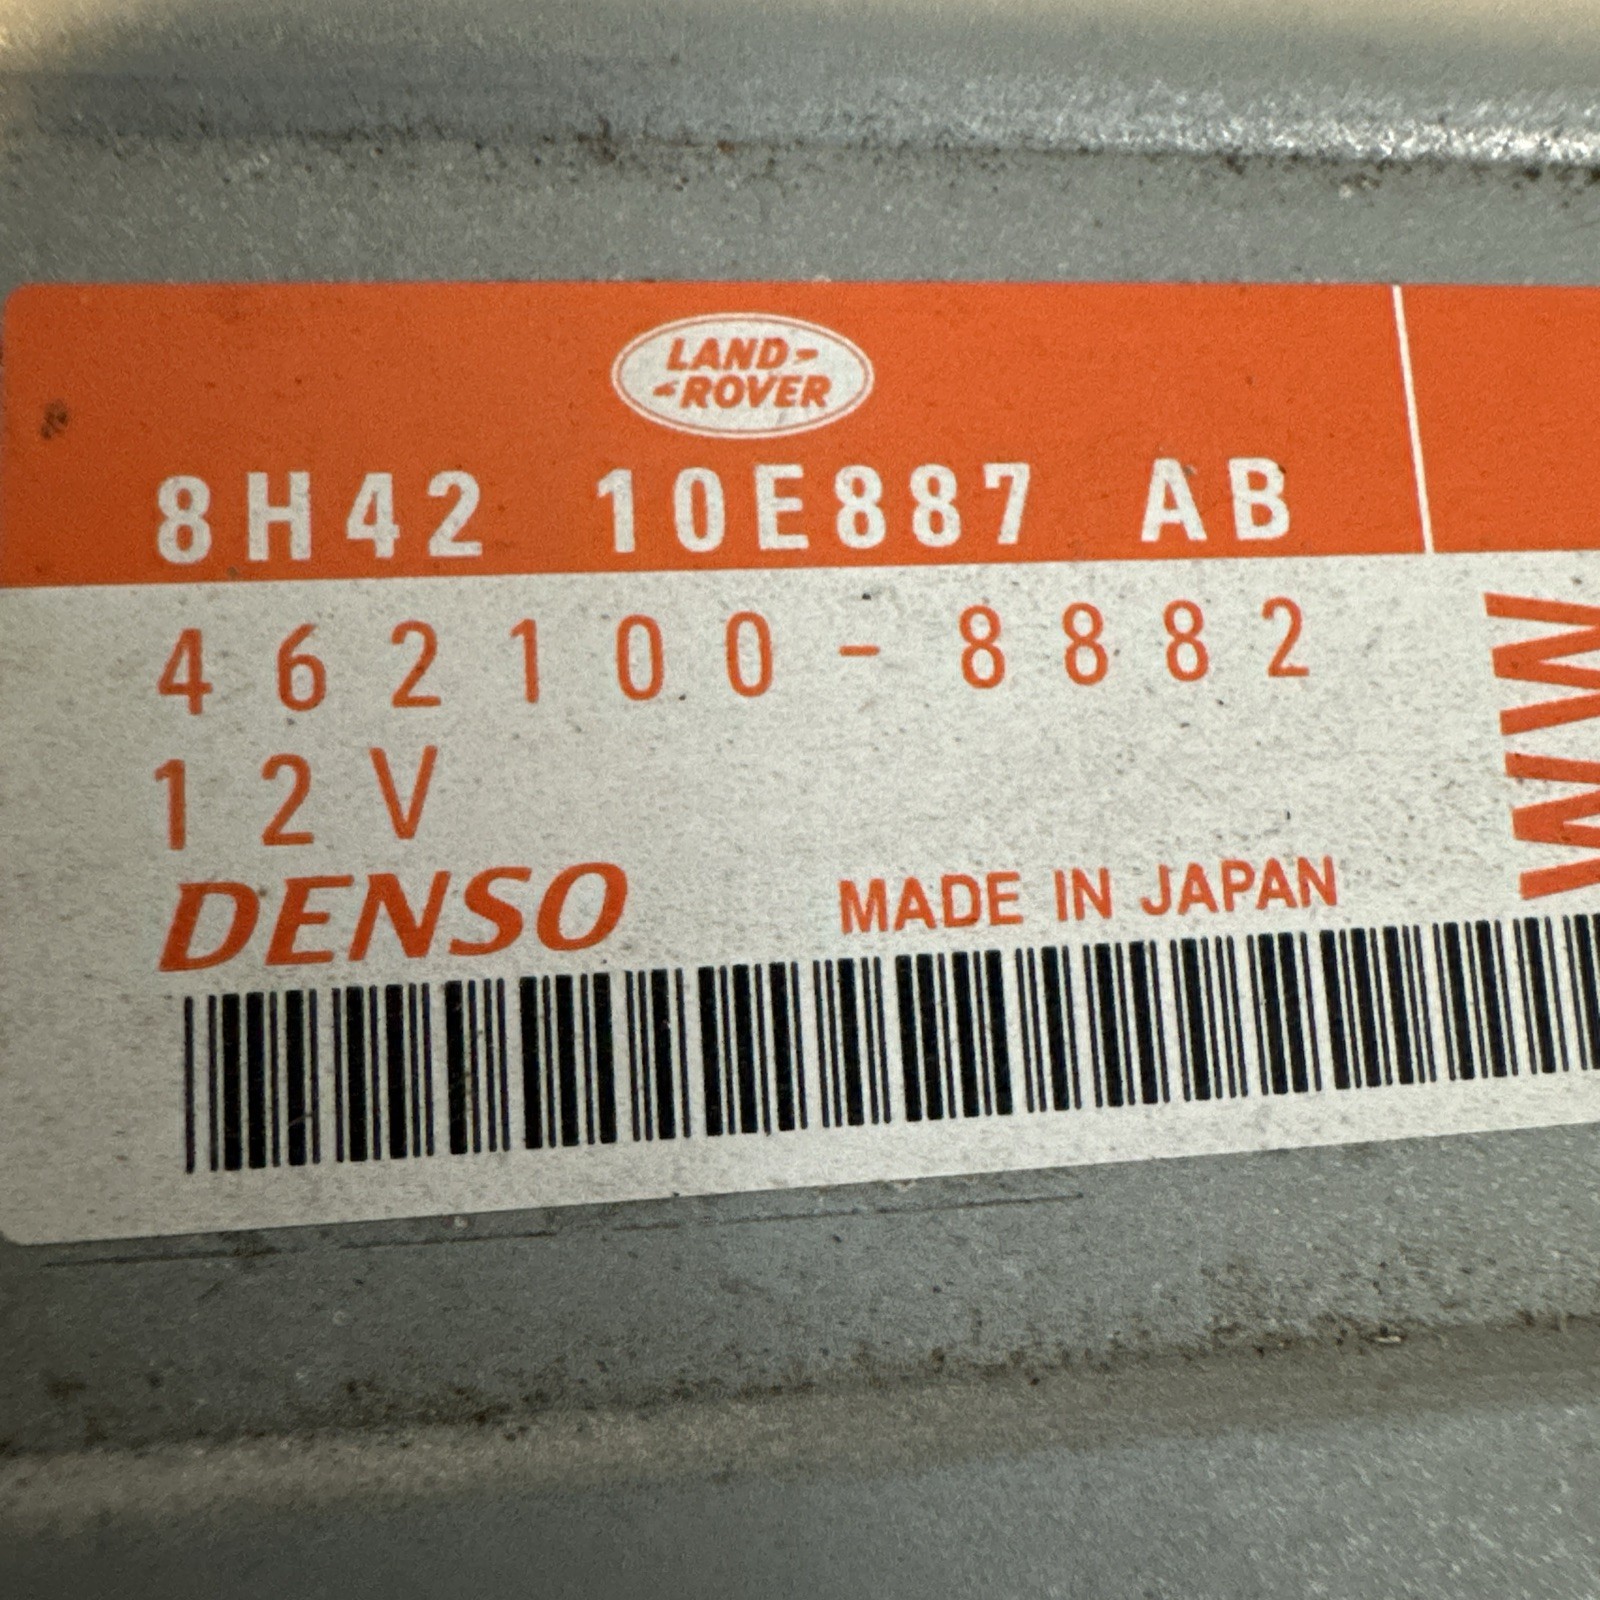 LAND-
-ROVER
8H42 10E887 AB
462100-8882
12V
DENSO MADE IN JAPAN